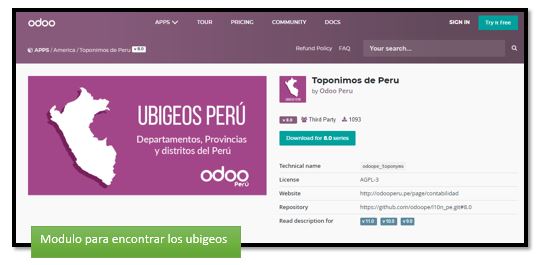 odoo
APPS TOUR PRICING COMMUNITY DOCS
SIGN IN Try it free
APPS / America / Toponimos de Peru v 8.0
Refund Policy FAQ Your search...
UBIGEOS PERÚ
Departamentos, Provincias
y distritos del Perú
odoo
Perú
UBIGEOS PERÚ
Toponimos de Peru
by Odoo Peru
v 8.0 Third Party 1093
Download for 8.0 series
Technical name odoope_toponyms
License AGPL-3
Website http://odooperu.pe/page/contabilidad
Repository https://github.com/odoope/l10n_pe.git#8.0
Read description for v 11.0 v 10.0 v 9.0
Modulo para encontrar los ubigeos